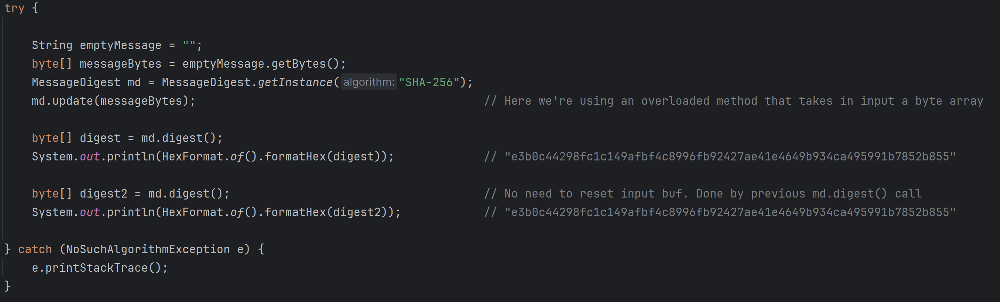 try {
String emptyMessage = "";
byte[] messageBytes = emptyMessage.getBytes();
MessageDigest md = MessageDigest.getInstance( algorithm: "SHA-256");
md.update(messageBytes); // Here we're using an overloaded method that takes in input a byte array
byte[] digest = md.digest();
System.out.println(HexFormat.of().formatHex(digest)); // "e3b0c44298fc1c149afbf4c8996fb92427ae41e4649b934ca495991b7852b855"
byte[] digest2 = md.digest(); // No need to reset input buf. Done by previous md.digest() call
System.out.println(HexFormat.of().formatHex(digest2)); // "e3b0c44298fc1c149afbf4c8996fb92427ae41e4649b934ca495991b7852b855"
} catch (NoSuchAlgorithmException e) {
e.printStackTrace();
}